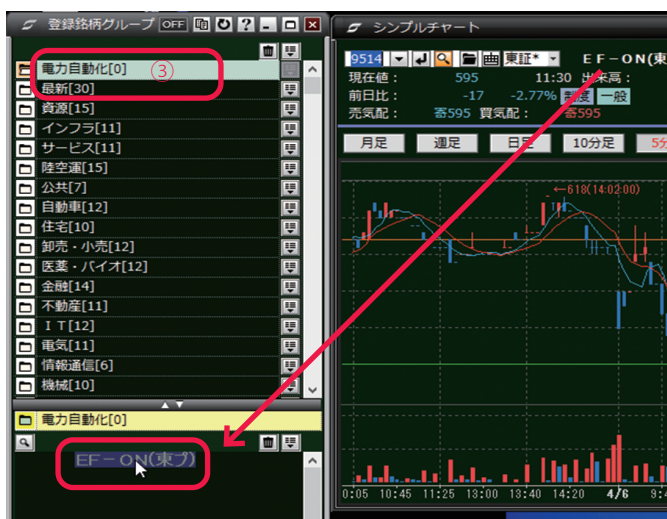 登録銘柄グループ OFF
電力自動化[0] ③
最新[30]
資源[15]
インフラ[11]
サービス[11]
陸空運[15]
公共[7]
自動車[12]
住宅[10]
卸売・小売[12]
医薬・バイオ[12]
金融[14]
不動産[11]
ＩＴ[12]
電気[11]
情報通信[6]
機械[10]
電力自動化[0]
EF－ON(東プ)
シンプルチャート
9514 東証* ＥＦ－ＯＮ(東
現在値： 595 11:30 出来高：
前日比： -17 -2.77% 制度 一般
売気配： 寄595 買気配： 寄595
月足 週足 日足 10分足 5分
←618(14:02:00)
0:05 10:45 11:25 13:00 13:40 14:20 4/6 9:4